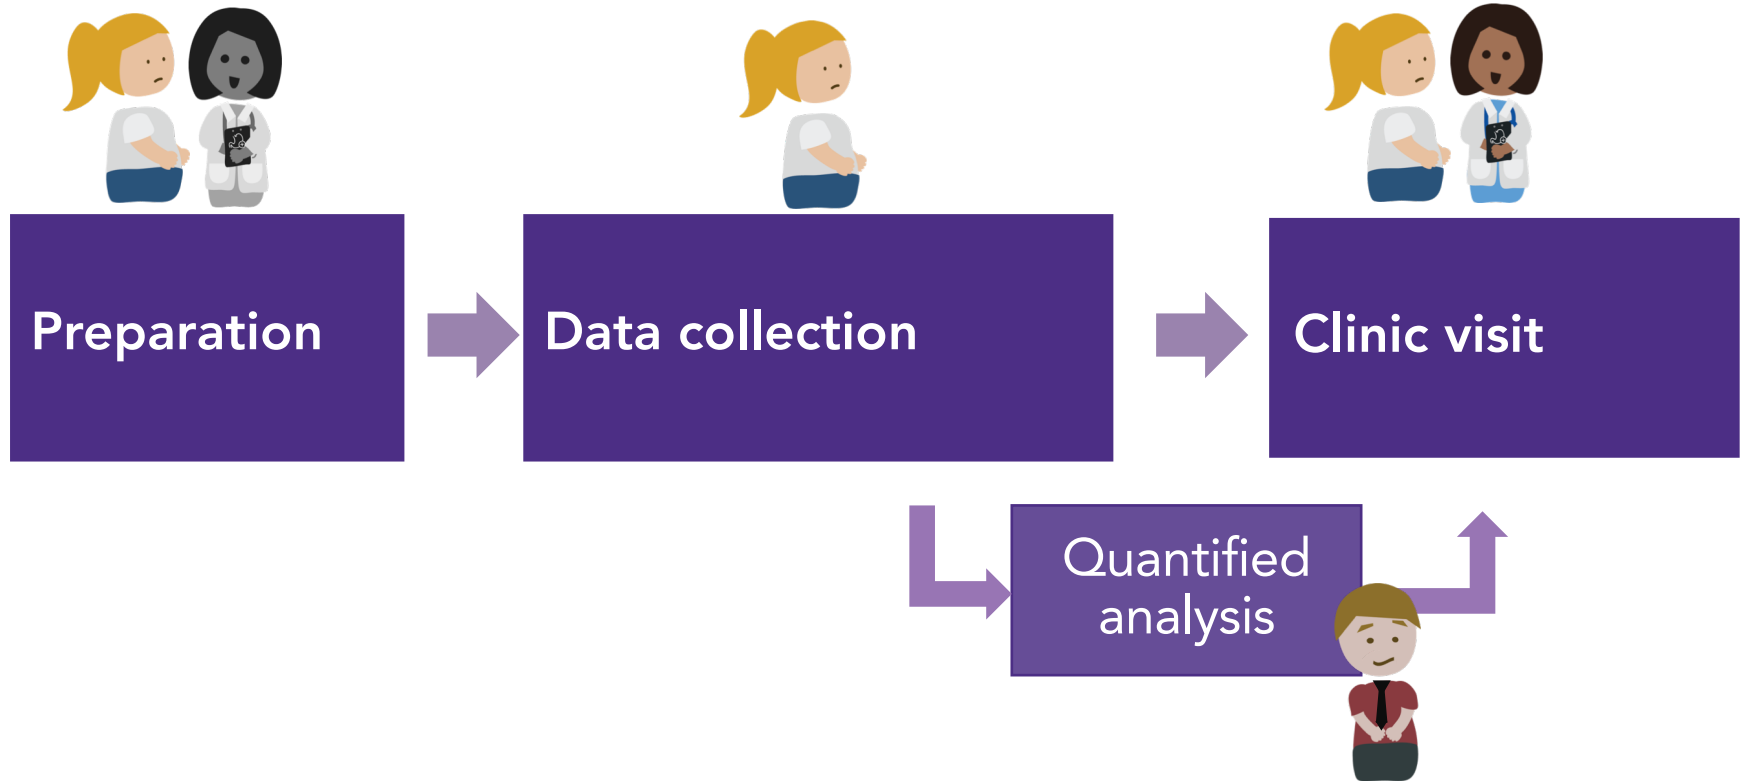 Preparation
Data collection
Clinic visit
Quantified
analysis